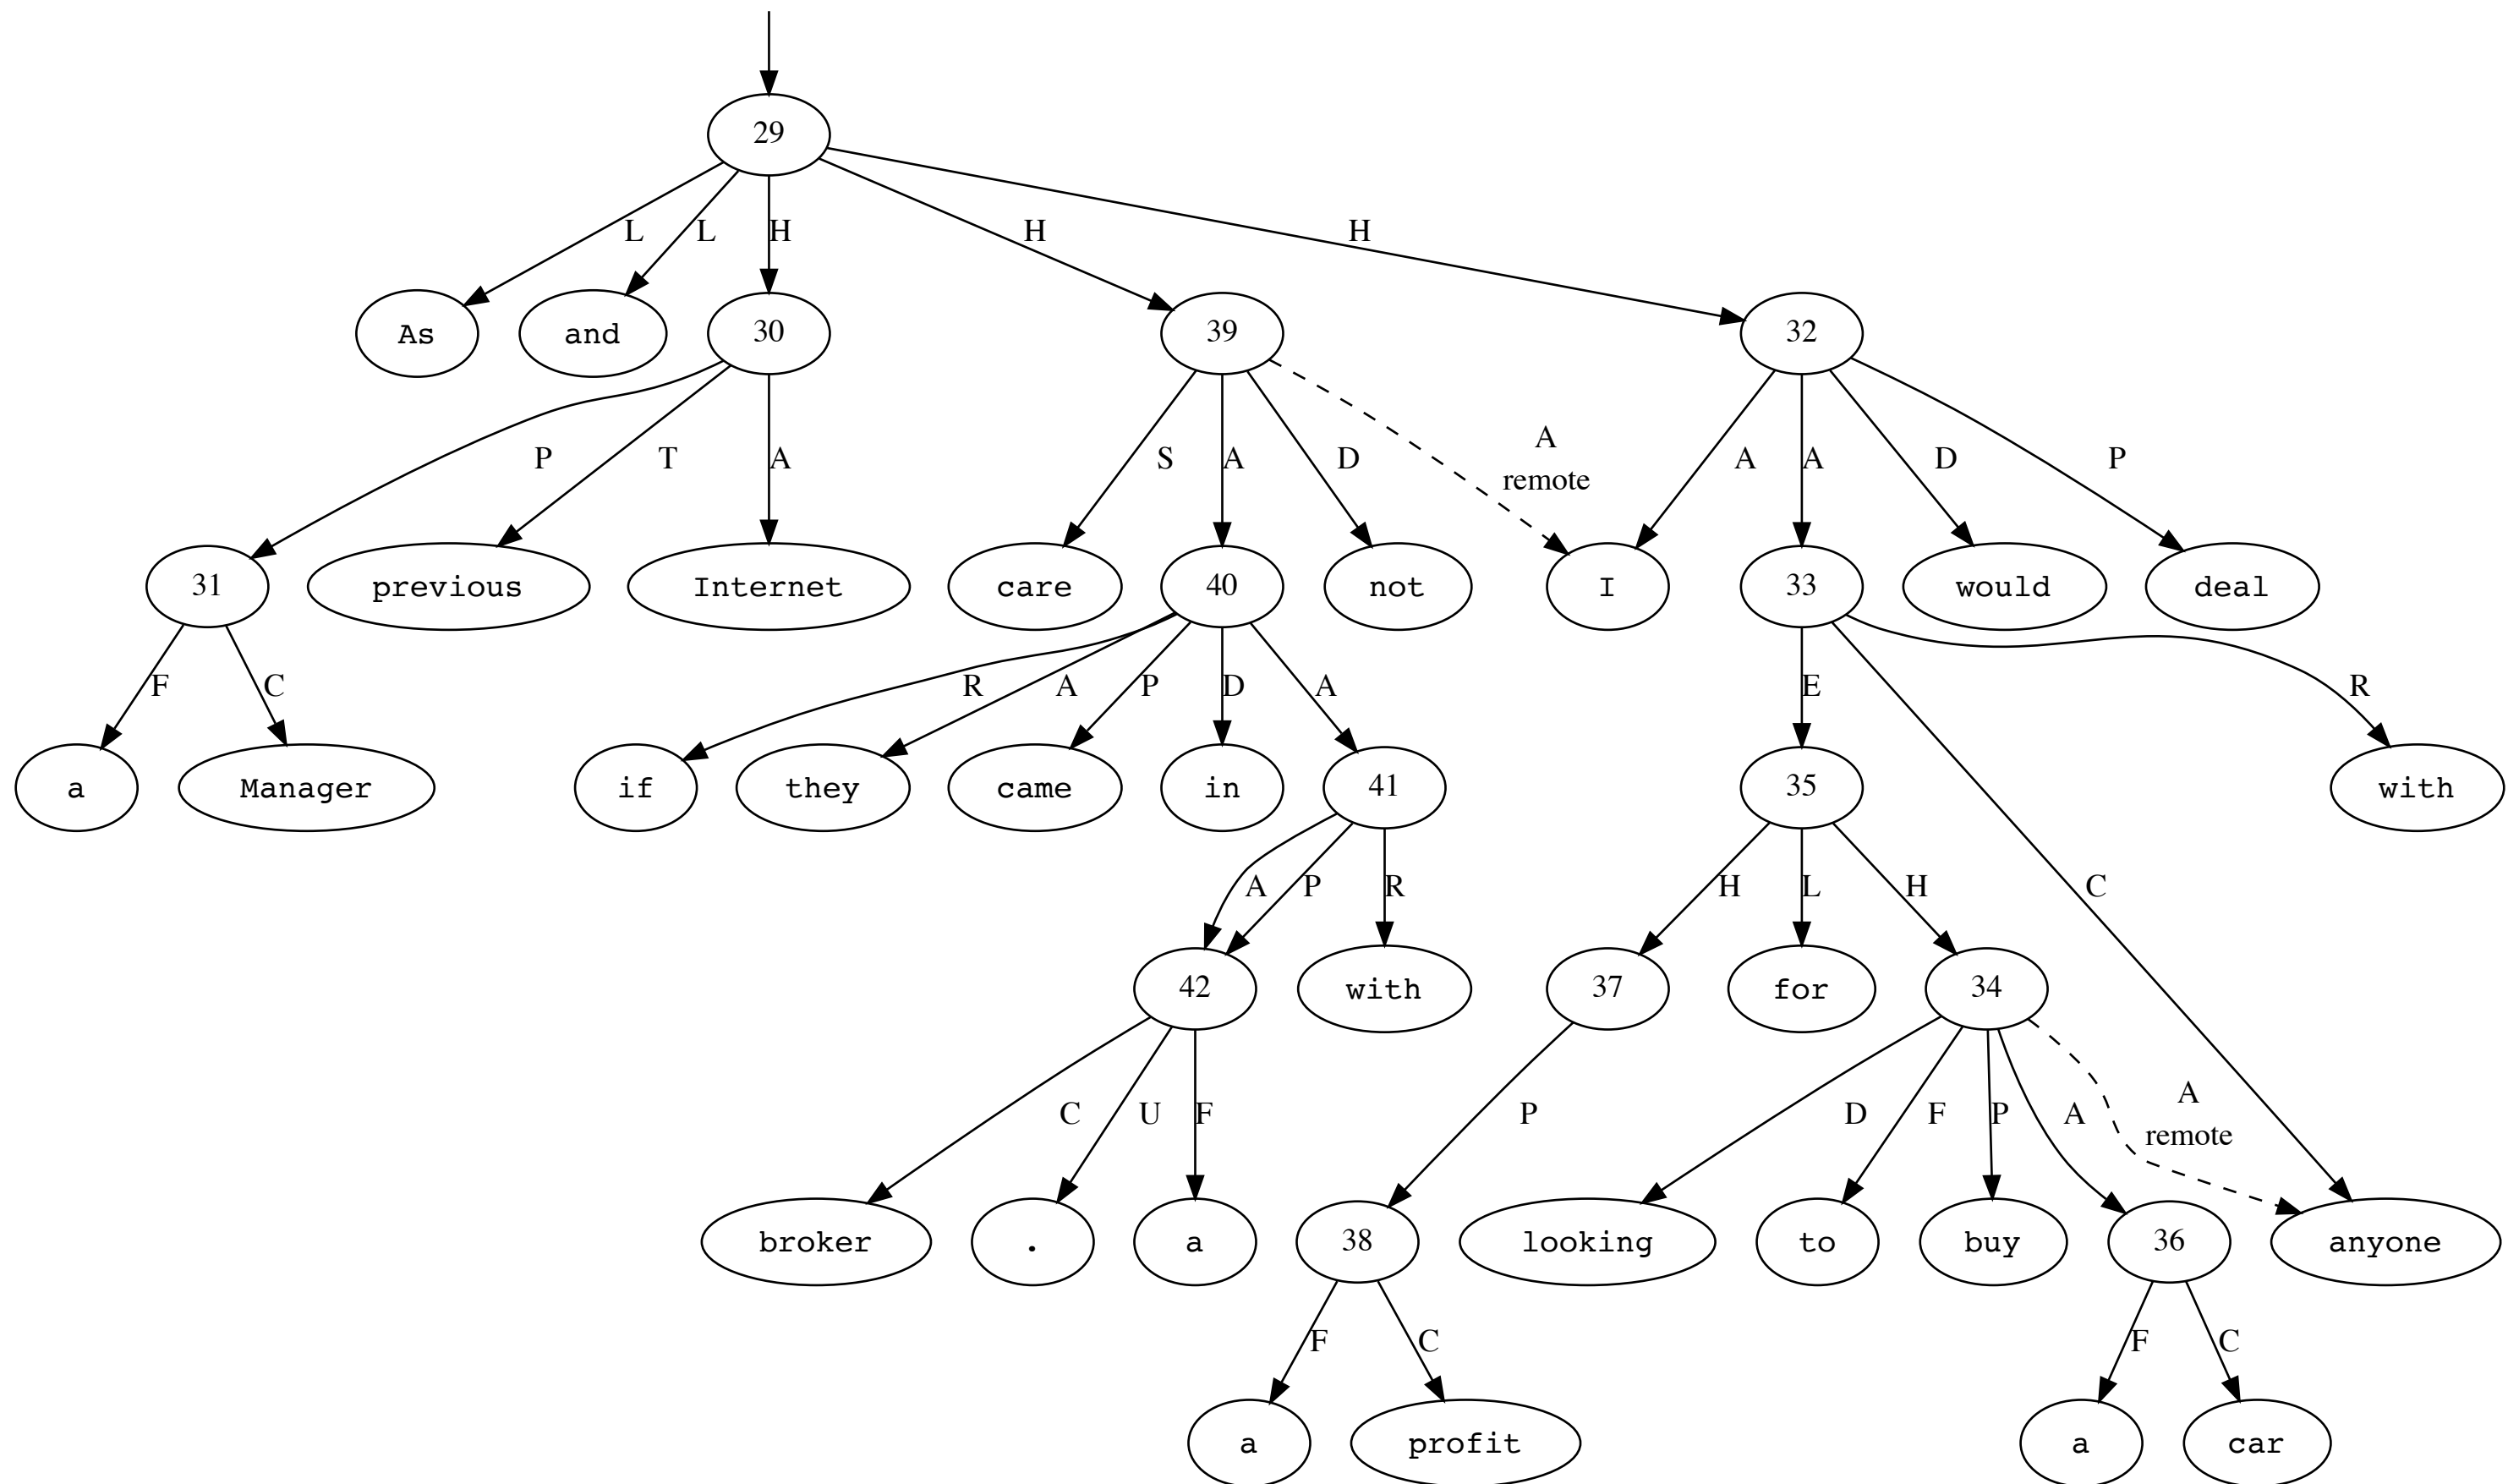 29
L L H H H
As and 30 39 32
P T A S A D A remote A A D P
31 previous Internet care 40 not I 33 would deal
F C R A P D A E R
a Manager if they came in 41 35 with
A P R H L H C
42 with 37 for 34
C U F P D F P A A remote
broker . a 38 looking to buy 36 anyone
F C F C
a profit a car